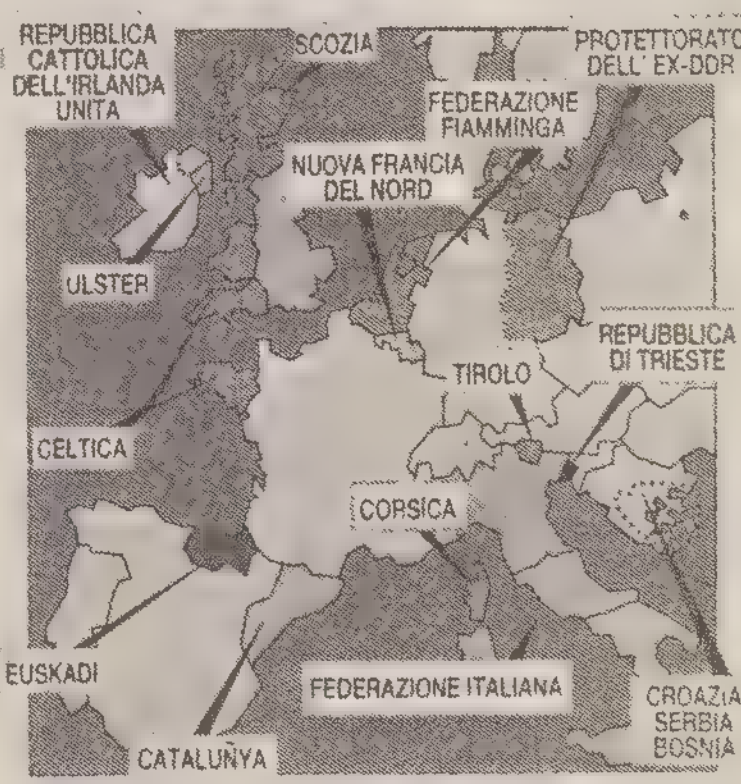 REPUBBLICA
CATTOLICA
DELL'IRLANDA
UNITA
SCOZIA
PROTETTORATO
DELL' EX-DDR
FEDERAZIONE
FIAMMINGA
NUOVA FRANCIA
DEL NORD
ULSTER
REPUBBLICA
DI TRIESTE
TIROLO
CELTICA
CORSICA
EUSKADI
FEDERAZIONE ITALIANA
CROAZIA
SERBIA
BOSNIA
CATALUÑYA